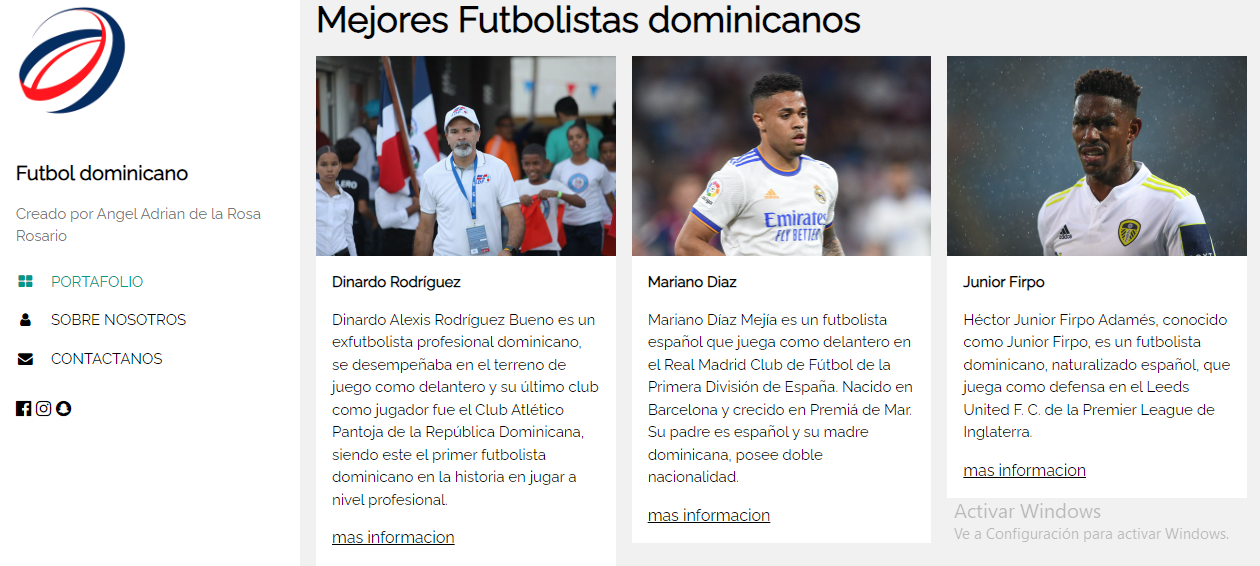 Mejores Futbolistas dominicanos
Futbol dominicano
Creado por Angel Adrian de la Rosa
Rosario
PORTAFOLIO
SOBRE NOSOTROS
CONTACTANOS
Dinardo Rodríguez
Dinardo Alexis Rodríguez Bueno es un
exfutbolista profesional dominicano,
se desempeñaba en el terreno de
juego como delantero y su último club
como jugador fue el Club Atlético
Pantoja de la República Dominicana,
siendo este el primer futbolista
dominicano en la historia en jugar a
nivel profesional.
mas informacion
Emirates
FLY BETTER
Mariano Diaz
Mariano Díaz Mejía es un futbolista
español que juega como delantero en
el Real Madrid Club de Fútbol de la
Primera División de España. Nacido en
Barcelona y crecido en Premiá de Mar.
Su padre es español y su madre
dominicana, posee doble
nacionalidad.
mas informacion
adidas
Junior Firpo
Héctor Junior Firpo Adamés, conocido
como Junior Firpo, es un futbolista
dominicano, naturalizado español, que
juega como defensa en el Leeds
United F. C. de la Premier League de
Inglaterra.
mas informacion
Activar Windows
Ve a Configuración para activar Windows.